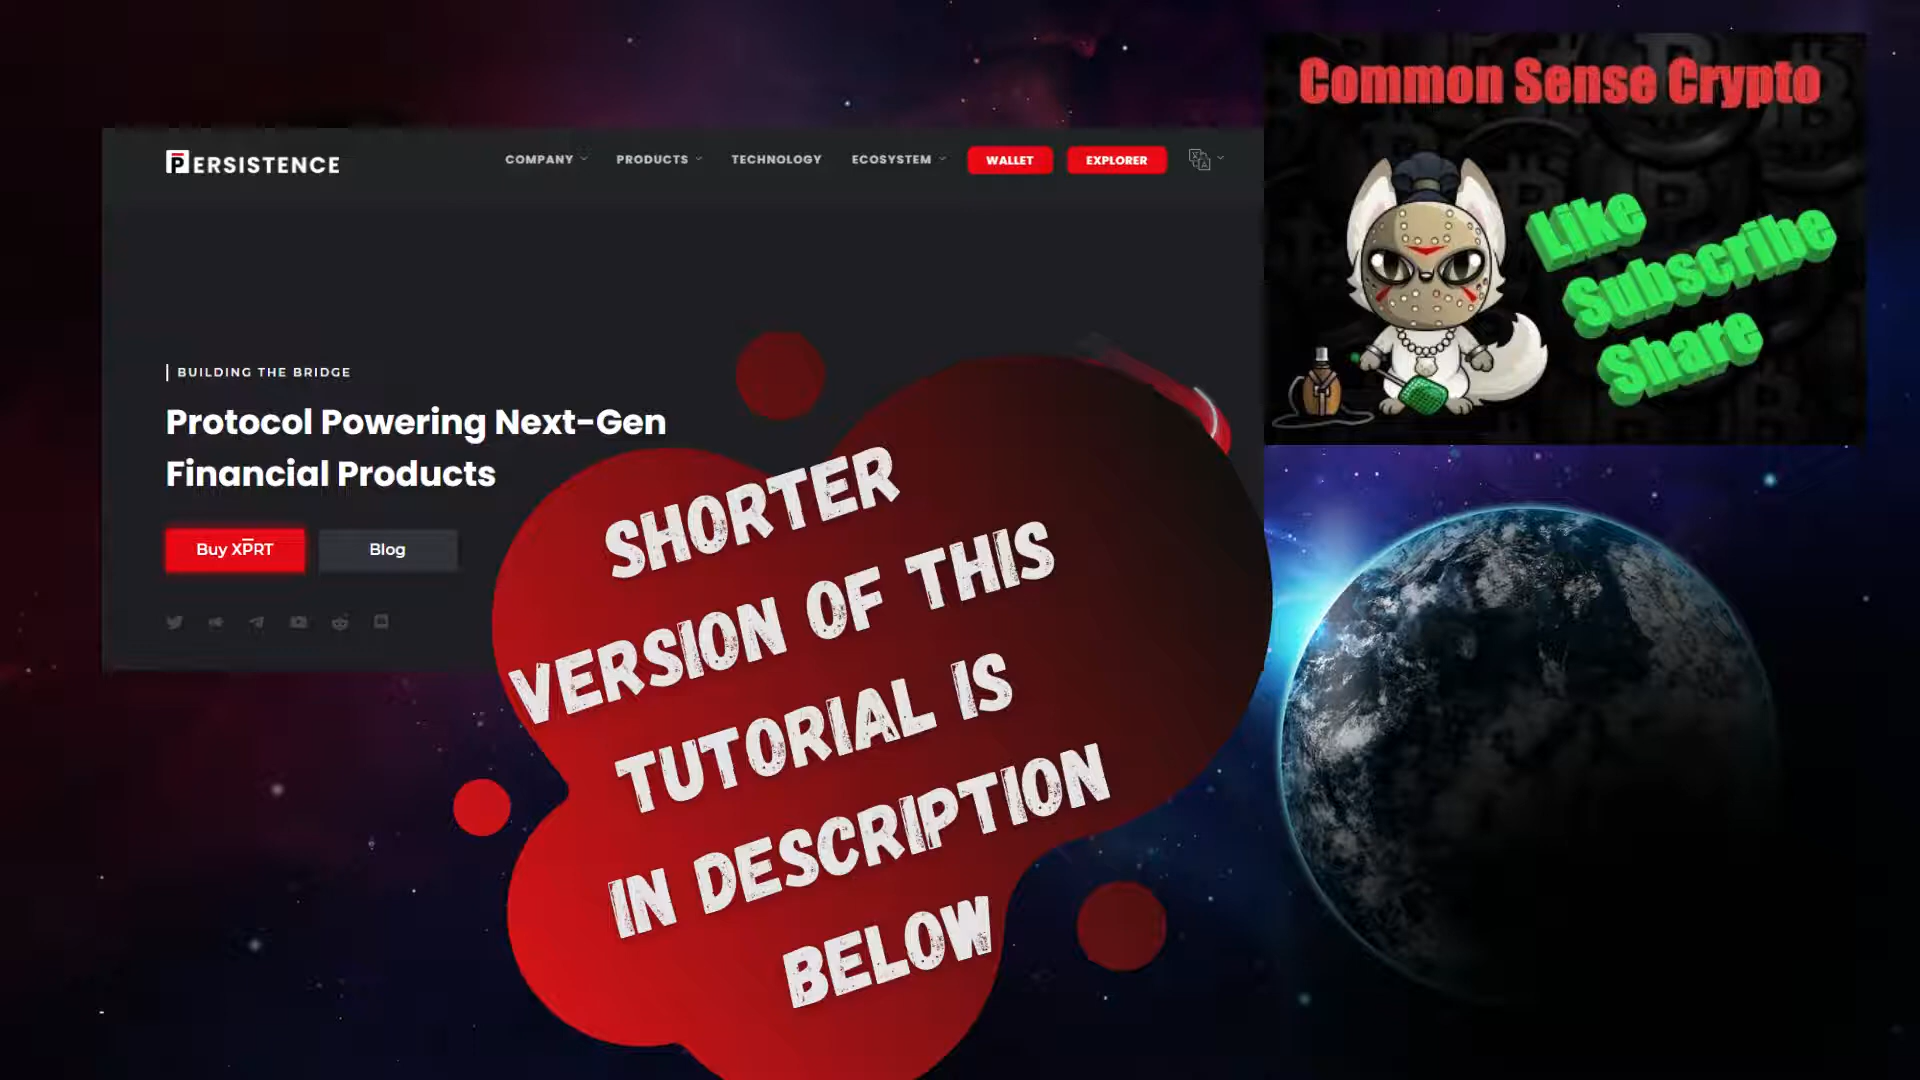 PERSISTENCE
COMPANY PRODUCTS TECHNOLOGY ECOSYSTEM WALLET EXPLORER
BUILDING THE BRIDGE
Protocol Powering Next-Gen
Financial Products
Buy XPRT Blog
Common Sense Crypto
Like
Subscribe
Share
SHORTER
VERSION OF THIS
TUTORIAL IS
IN DESCRIPTION
BELOW